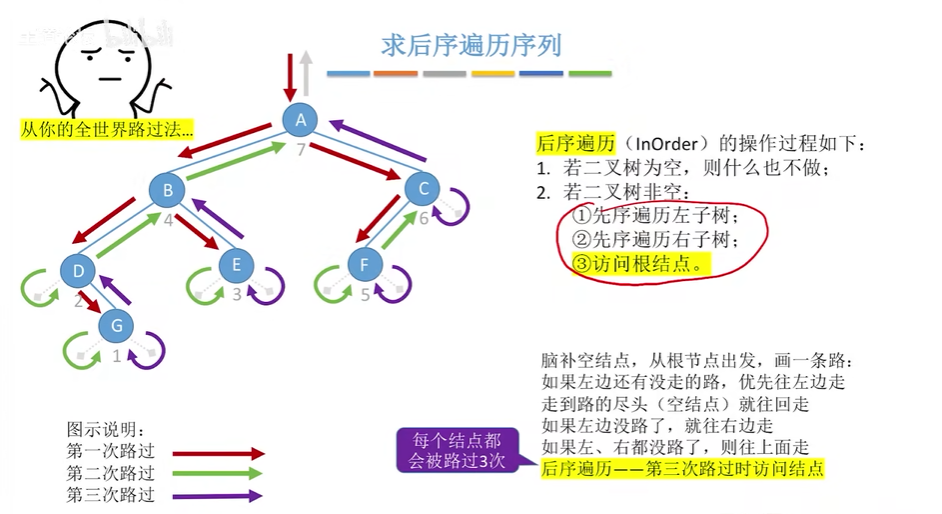 求后序遍历序列
从你的全世界路过法…
A
7
B
4
C
6
D
2
E
3
F
5
G
1
后序遍历（InOrder）的操作过程如下：
1. 若二叉树为空，则什么也不做；
2. 若二叉树非空：
①先序遍历左子树；
②先序遍历右子树；
③访问根结点。
脑补空结点，从根节点出发，画一条路：
如果左边还有没走的路，优先往左边走
走到路的尽头（空结点）就往回走
如果左边没路了，就往右边走
如果左、右都没路了，则往上面走
后序遍历——第三次路过时访问结点
每个结点都
会被路过3次
图示说明：
第一次路过
第二次路过
第三次路过